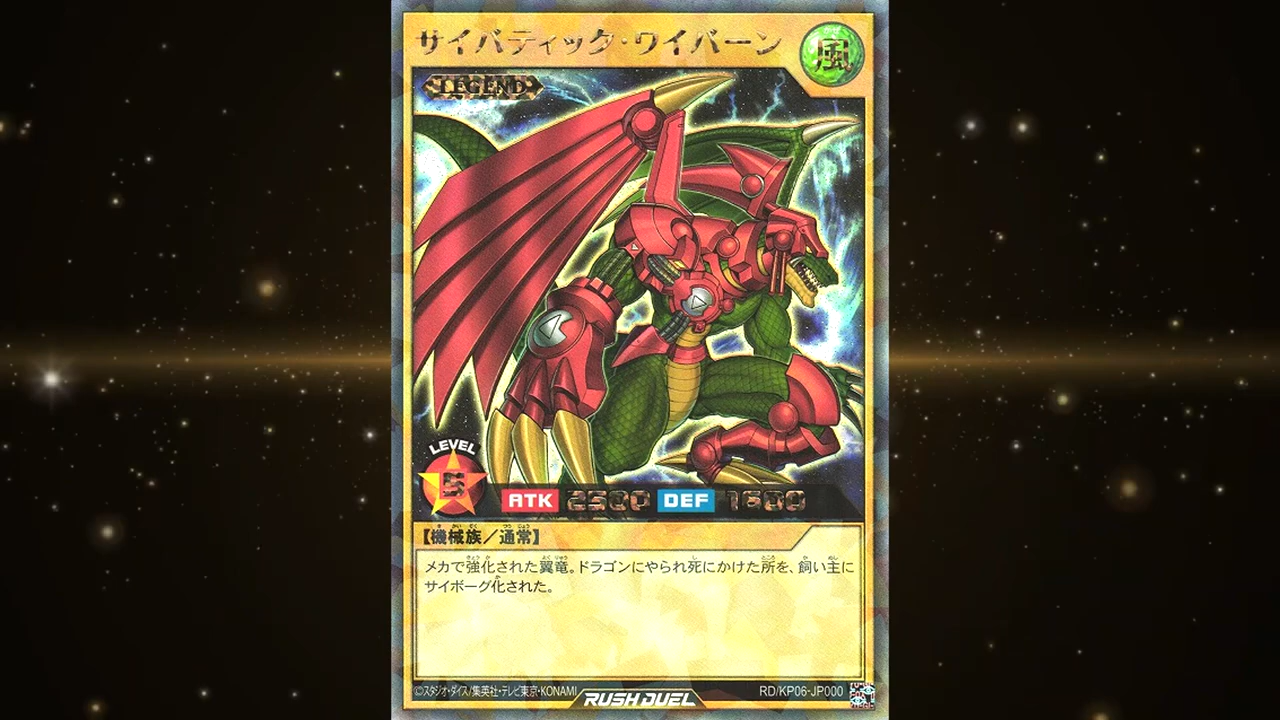 サイバティック・ワイバーン
風
LEGEND
LEVEL
5
ATK 2500 DEF 1600
【機械族／通常】
メカで強化された翼竜。ドラゴンにやられ死にかけた所を、飼い主に
サイボーグ化された。
©スタジオ・ダイス/集英社・テレビ東京・KONAMI
RUSH DUEL
RD/KP06-JP000